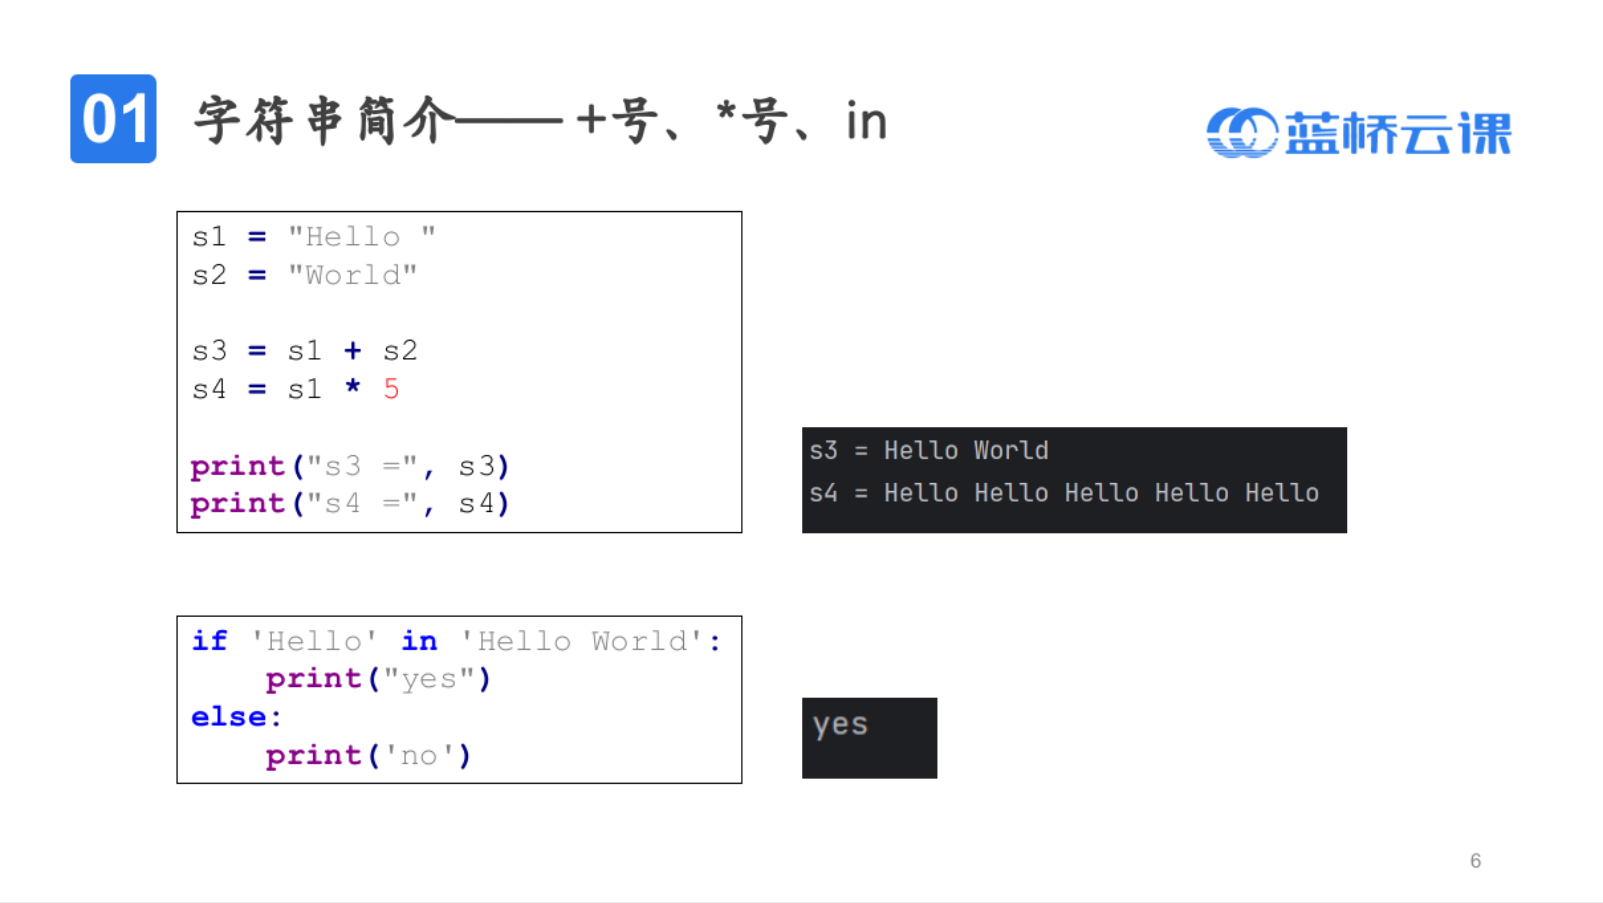 01 字符串简介—— +号、*号、in
蓝桥云课
s1 = "Hello "
s2 = "World"
s3 = s1 + s2
s4 = s1 * 5
print("s3 =", s3)
print("s4 =", s4)
s3 = Hello World
s4 = Hello Hello Hello Hello Hello
if 'Hello' in 'Hello World':
    print("yes")
else:
    print('no')
yes
6